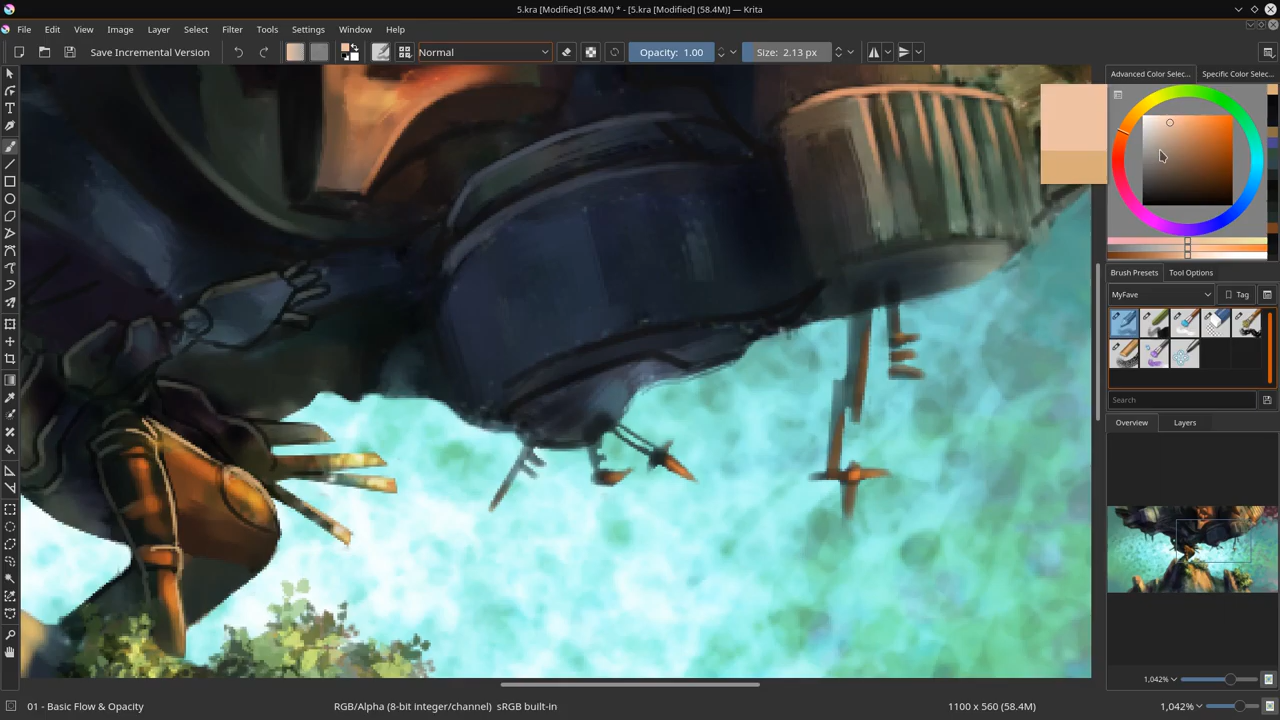 5.kra [Modified] (58.4M) * - [5.kra [Modified] (58.4M)] — Krita
File Edit View Image Layer Select Filter Tools Settings Window Help
Save Incremental Version Normal Opacity: 1.00 Size: 2.13 px
Advanced Color Selec... Specific Color Selec...
Brush Presets Tool Options
MyFave Tag
Search
Overview Layers
1,042%
01 - Basic Flow & Opacity RGB/Alpha (8-bit integer/channel) sRGB built-in 1100 x 560 (58.4M) 1,042%